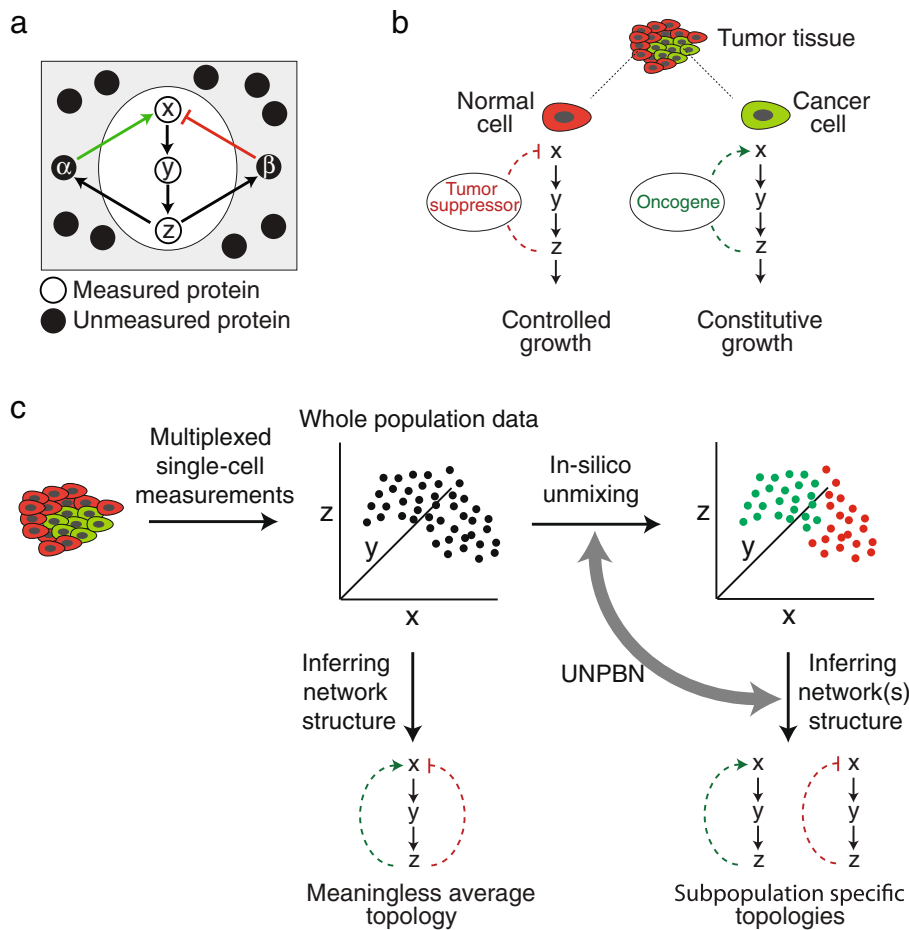 a
x
α
β
y
z
Measured protein
Unmeasured protein
b
Tumor tissue
Normal
cell
Cancer
cell
x
Tumor
suppressor
y
z
Controlled
growth
x
Oncogene
y
z
Constitutive
growth
c
Multiplexed
single-cell
measurements
Whole population data
z
y
x
In-silico
unmixing
z
y
x
UNPBN
Inferring
network
structure
Inferring
network(s)
structure
x
y
z
Meaningless average
topology
x
y
z
x
y
z
Subpopulation specific
topologies